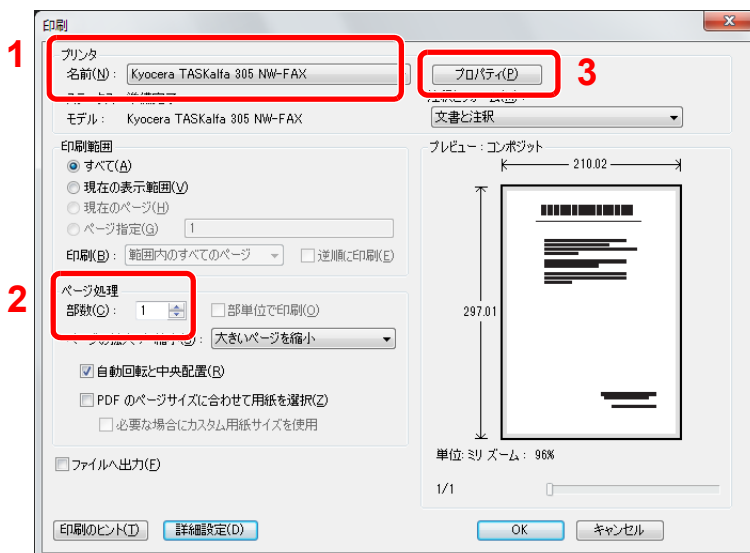 印刷
1
プリンタ
名前(N): Kyocera TASKalfa 305 NW-FAX
プロパティ(P)
3
モデル: Kyocera TASKalfa 305 NW-FAX
文書と注釈
印刷範囲
すべて(A)
現在の表示範囲(V)
現在のページ(H)
ページ指定(G) 1
印刷(B): 範囲内のすべてのページ 逆順に印刷(E)
2
ページ処理
部数(C): 1 部単位で印刷(O)
大きいページを縮小
自動回転と中央配置(R)
PDF のページサイズに合わせて用紙を選択(Z)
必要な場合にカスタム用紙サイズを使用
ファイルへ出力(F)
プレビュー: コンポジット
210.02
297.01
単位: ミリ ズーム: 96%
1/1
印刷のヒント(T) 詳細設定(D) OK キャンセル